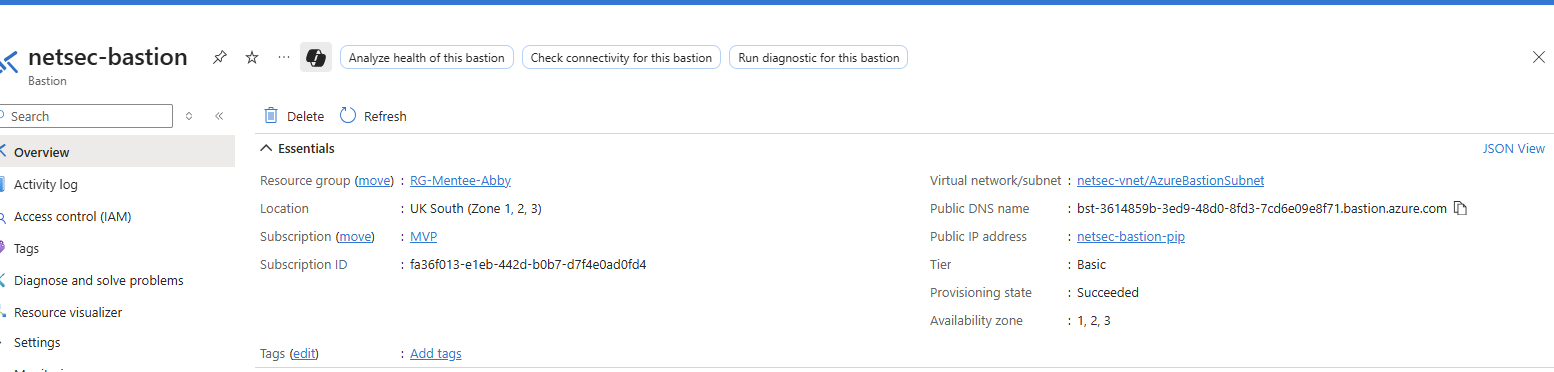 netsec-bastion
Analyze health of this bastion
Check connectivity for this bastion
Run diagnostic for this bastion
Bastion
Search
Overview
Activity log
Access control (IAM)
Tags
Diagnose and solve problems
Resource visualizer
Settings
Delete Refresh
Essentials
JSON View
Resource group (move) : RG-Mentee-Abby
Location : UK South (Zone 1, 2, 3)
Subscription (move) : MVP
Subscription ID : fa36f013-e1eb-442d-b0b7-d7f4e0ad0fd4
Virtual network/subnet : netsec-vnet/AzureBastionSubnet
Public DNS name : bst-3614859b-3ed9-48d0-8fd3-7cd6e09e8f71.bastion.azure.com
Public IP address : netsec-bastion-pip
Tier : Basic
Provisioning state : Succeeded
Availability zone : 1, 2, 3
Tags (edit) : Add tags